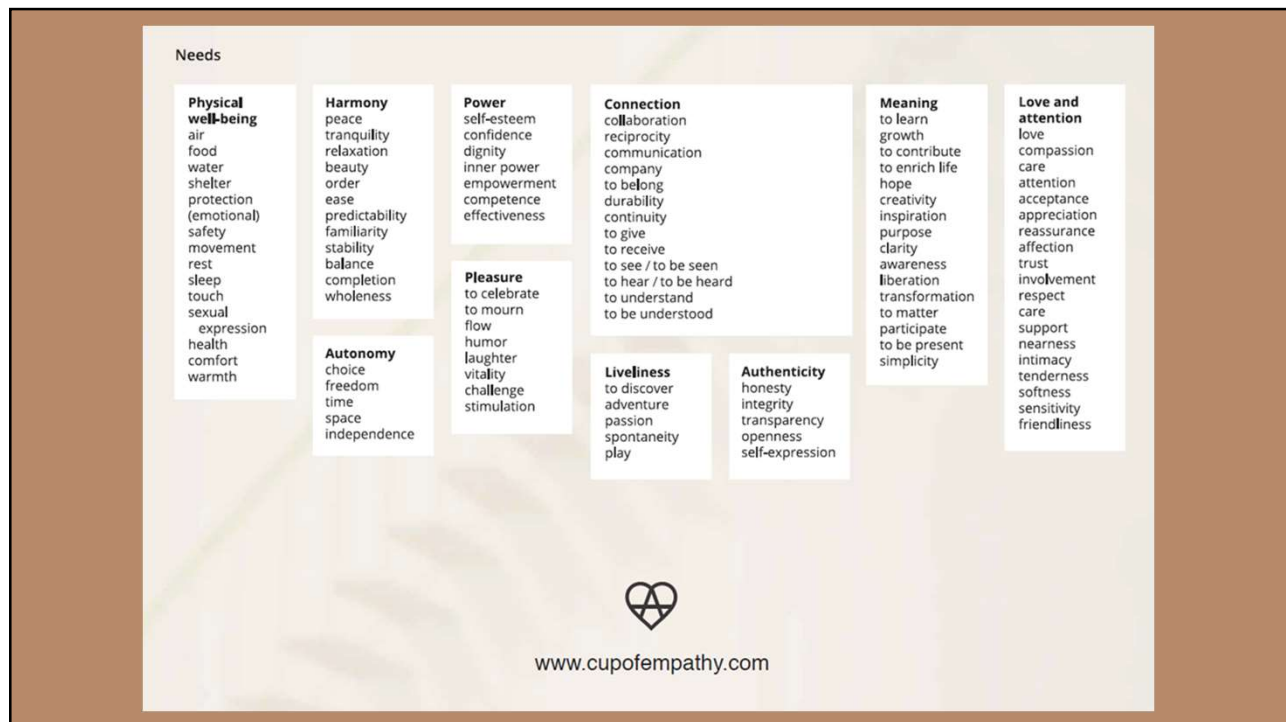 Needs
Physical
well-being
air
food
water
shelter
protection
(emotional)
safety
movement
rest
sleep
touch
sexual
expression
health
comfort
warmth
Harmony
peace
tranquility
relaxation
beauty
order
ease
predictability
familiarity
stability
balance
completion
wholeness
Autonomy
choice
freedom
time
space
independence
Power
self-esteem
confidence
dignity
inner power
empowerment
competence
effectiveness
Pleasure
to celebrate
to mourn
flow
humor
laughter
vitality
challenge
stimulation
Connection
collaboration
reciprocity
communication
company
to belong
durability
continuity
to give
to receive
to see / to be seen
to hear / to be heard
to understand
to be understood
Liveliness
to discover
adventure
passion
spontaneity
play
Authenticity
honesty
integrity
transparency
openness
self-expression
Meaning
to learn
growth
to contribute
to enrich life
hope
creativity
inspiration
purpose
clarity
awareness
liberation
transformation
to matter
participate
to be present
simplicity
Love and
attention
love
compassion
care
attention
acceptance
appreciation
reassurance
affection
trust
involvement
respect
care
support
nearness
intimacy
tenderness
softness
sensitivity
friendliness
www.cupofempathy.com